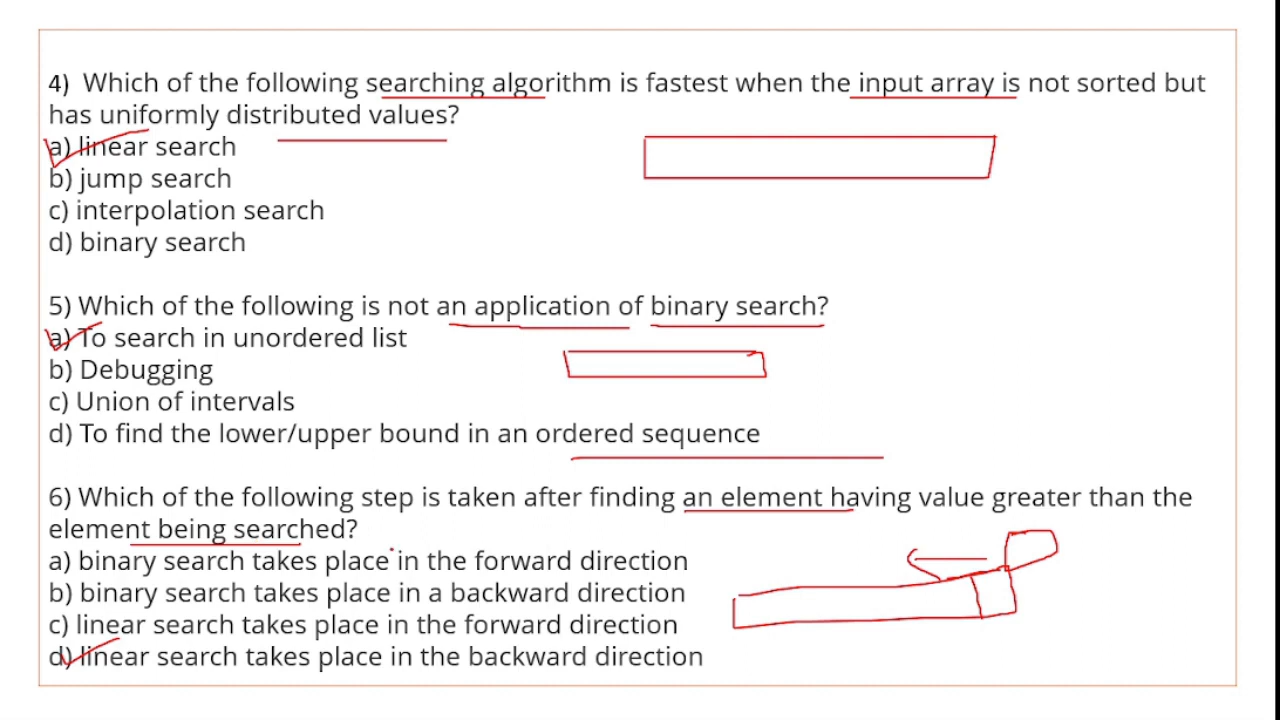 4) Which of the following searching algorithm is fastest when the input array is not sorted but
has uniformly distributed values?
a) linear search
b) jump search
c) interpolation search
d) binary search
5) Which of the following is not an application of binary search?
a) To search in unordered list
b) Debugging
c) Union of intervals
d) To find the lower/upper bound in an ordered sequence
6) Which of the following step is taken after finding an element having value greater than the
element being searched?
a) binary search takes place in the forward direction
b) binary search takes place in a backward direction
c) linear search takes place in the forward direction
d) linear search takes place in the backward direction